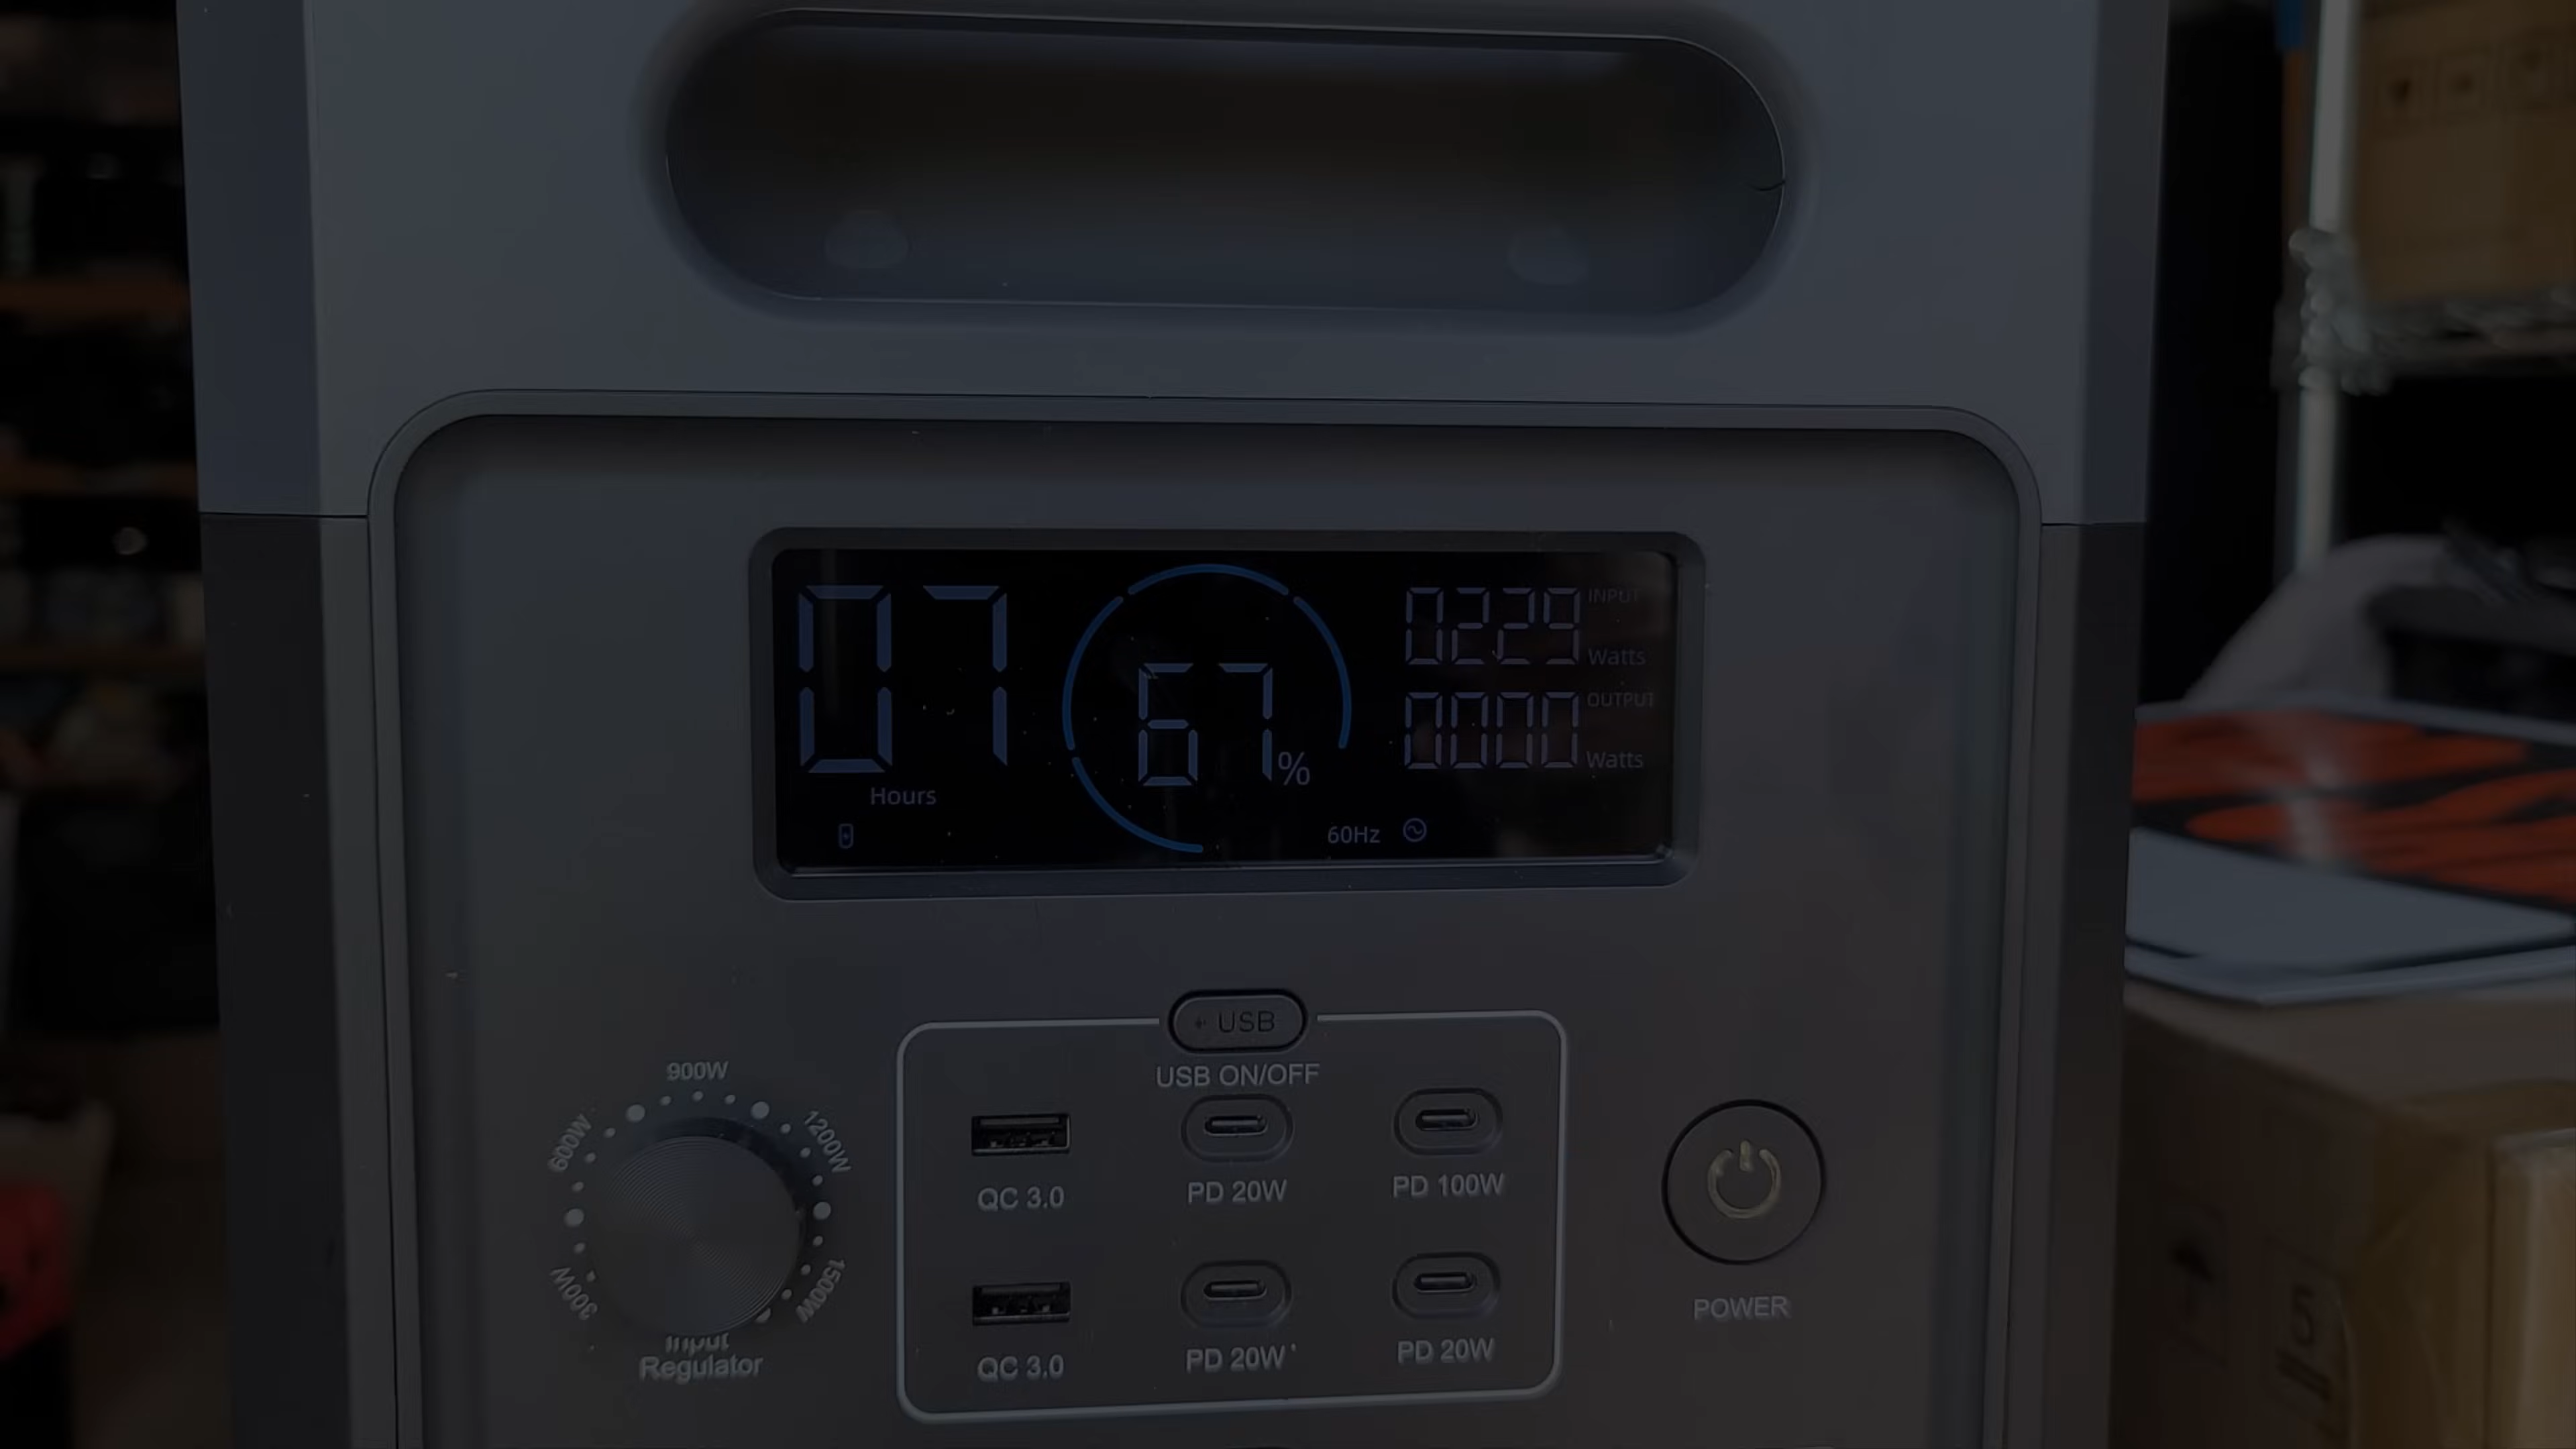 07
Hours
67%
0229 INPUT
Watts
0000 OUTPUT
Watts
60Hz
USB
USB ON/OFF
300W
600W
900W
1200W
1500W
Input
Regulator
QC 3.0
PD 20W
PD 100W
QC 3.0
PD 20W
PD 20W
POWER
5